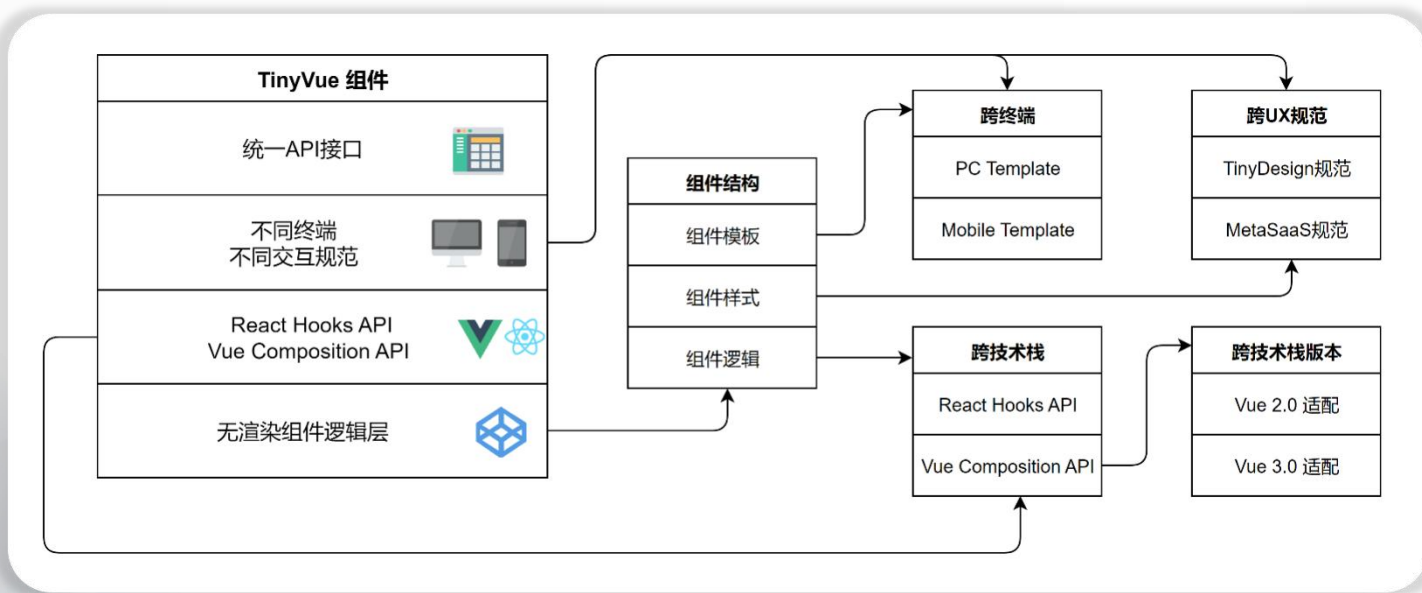 TinyVue 组件
统一API接口
不同终端
不同交互规范
React Hooks API
Vue Composition API
无渲染组件逻辑层
组件结构
组件模板
组件样式
组件逻辑
跨终端
PC Template
Mobile Template
跨UX规范
TinyDesign规范
MetaSaaS规范
跨技术栈
React Hooks API
Vue Composition API
跨技术栈版本
Vue 2.0 适配
Vue 3.0 适配